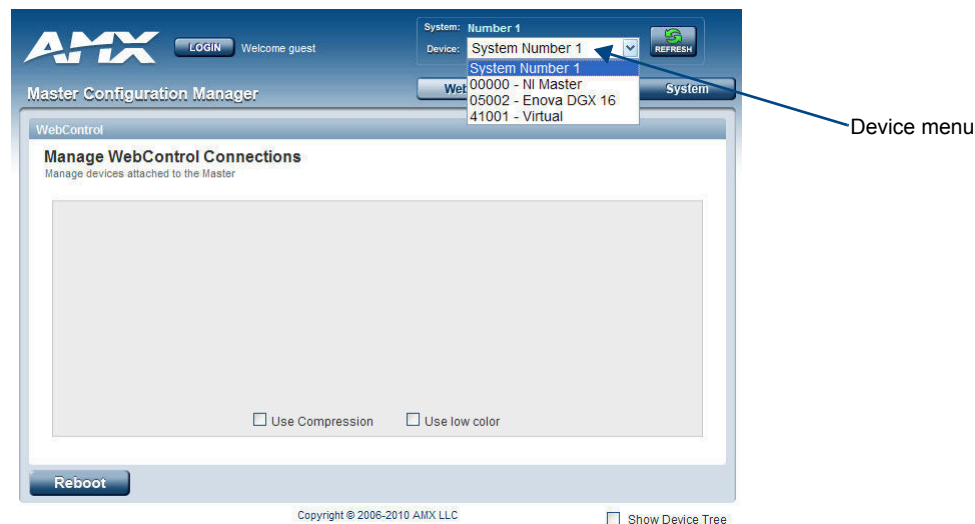 AMX
LOGIN
Welcome guest
System: Number 1
Device: System Number 1
REFRESH
System Number 1
00000 - NI Master
05002 - Enova DGX 16
41001 - Virtual
Master Configuration Manager
System
Device menu
WebControl
Manage WebControl Connections
Manage devices attached to the Master
Use Compression
Use low color
Reboot
Copyright © 2006-2010 AMX LLC
Show Device Tree